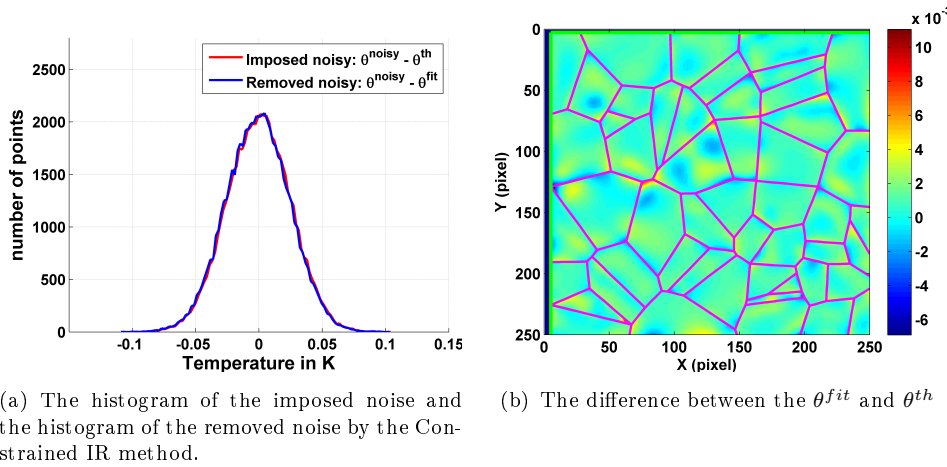 2500
2000
1500
1000
500
0
number of points
-0.1 -0.05 0 0.05 0.1 0.15
Temperature in K
Imposed noisy: θ^noisy - θ^th
Removed noisy: θ^noisy - θ^fit
(a) The histogram of the imposed noise and
the histogram of the removed noise by the Con-
strained IR method.
x 10^-3
0
50
100
150
200
250
Y (pixel)
0 50 100 150 200 250
X (pixel)
10
8
6
4
2
0
-2
-4
-6
(b) The difference between the θ^fit and θ^th